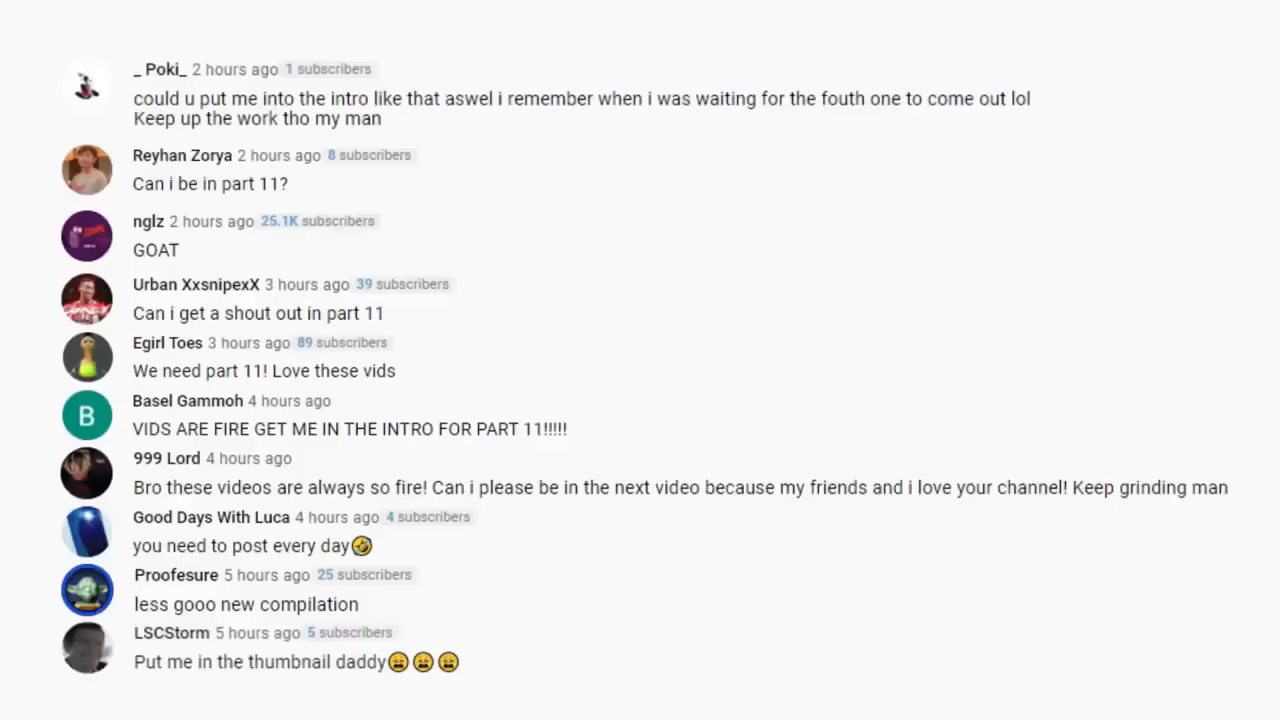 _ Poki_ 2 hours ago 1 subscribers
could u put me into the intro like that aswel i remember when i was waiting for the fouth one to come out lol
Keep up the work tho my man
Reyhan Zorya 2 hours ago 8 subscribers
Can i be in part 11?
nglz 2 hours ago 25.1K subscribers
GOAT
Urban XxsnipexX 3 hours ago 39 subscribers
Can i get a shout out in part 11
Egirl Toes 3 hours ago 89 subscribers
We need part 11! Love these vids
B
Basel Gammoh 4 hours ago
VIDS ARE FIRE GET ME IN THE INTRO FOR PART 11!!!!!
999 Lord 4 hours ago
Bro these videos are always so fire! Can i please be in the next video because my friends and i love your channel! Keep grinding man
Good Days With Luca 4 hours ago 4 subscribers
you need to post every day🤣
Proofesure 5 hours ago 25 subscribers
less gooo new compilation
LSCStorm 5 hours ago 5 subscribers
Put me in the thumbnail daddy😩😩😩